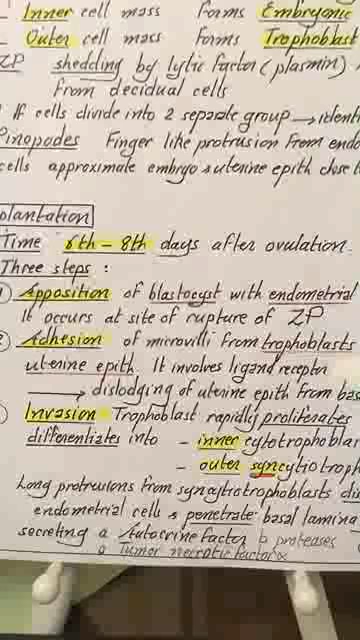 Inner cell mass Forms Embryonic
Outer cell mass Forms Trophoblast
ZP shedding by lytic factor (plasmin)
from decidual cells
If cells divide into 2 separate group → identi
Pinopodes Finger like protrusion from endo
cells approximate embryo & uterine epith close t
plantation
Time 6th - 8th days after ovulation.
Three steps :
Apposition of blastocyst with endometrial
It occurs at site of rupture of ZP
2 Adhesion of microvilli from trophoblasts
uterine epith. It involves ligand receptor
→ dislodging of uterine epith from bas
Invasion Trophoblast rapidly proliferates
differentiates into - inner cytotrophoblas
- outer syncytiotroph
Long protrusions from syncytiotrophoblasts di
endometrial cells & penetrate basal lamina
secreting a Autocrine factor b proteases
Tumor necrotic factor α